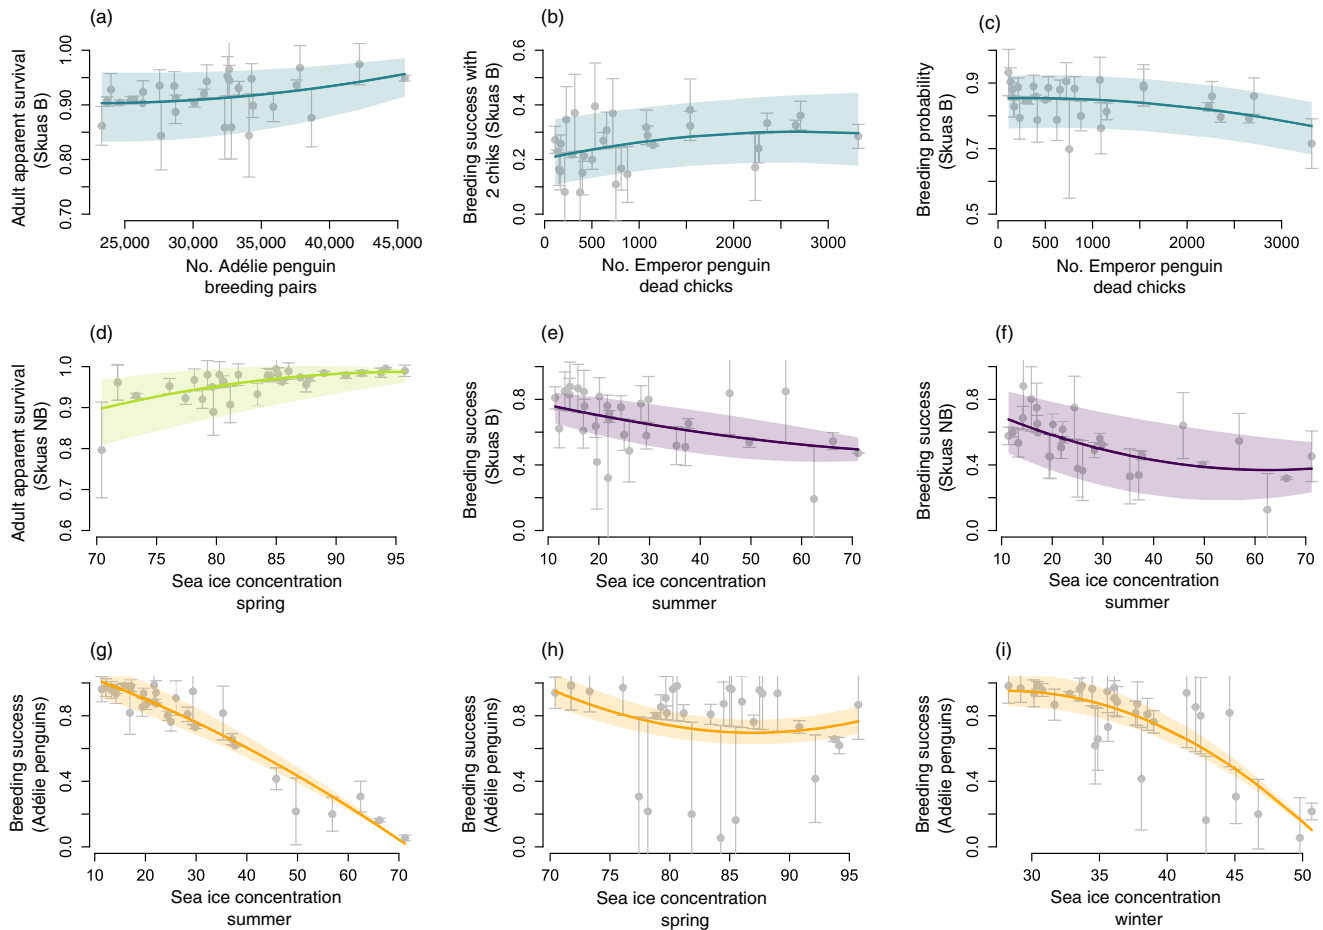 (a)
Adult apparent survival
(Skuas B)
1.00
0.90
0.80
0.70
25,000 30,000 35,000 40,000 45,000
No. Adélie penguin
breeding pairs
(b)
Breeding success with
2 chiks (Skuas B)
0.6
0.4
0.2
0.0
0 500 1000 2000 3000
No. Emperor penguin
dead chicks
(c)
Breeding probability
(Skuas B)
0.9
0.7
0.5
0 500 1000 2000 3000
No. Emperor penguin
dead chicks
(d)
Adult apparent survival
(Skuas NB)
1.0
0.9
0.8
0.7
0.6
70 75 80 85 90 95
Sea ice concentration
spring
(e)
Breeding success
(Skuas B)
0.8
0.4
0.0
10 20 30 40 50 60 70
Sea ice concentration
summer
(f)
Breeding success
(Skuas NB)
0.8
0.4
0.0
10 20 30 40 50 60 70
Sea ice concentration
summer
(g)
Breeding success
(Adélie penguins)
0.8
0.4
0.0
10 20 30 40 50 60 70
Sea ice concentration
summer
(h)
Breeding success
(Adélie penguins)
0.8
0.4
0.0
70 75 80 85 90 95
Sea ice concentration
spring
(i)
Breeding success
(Adélie penguins)
0.8
0.4
0.0
30 35 40 45 50
Sea ice concentration
winter